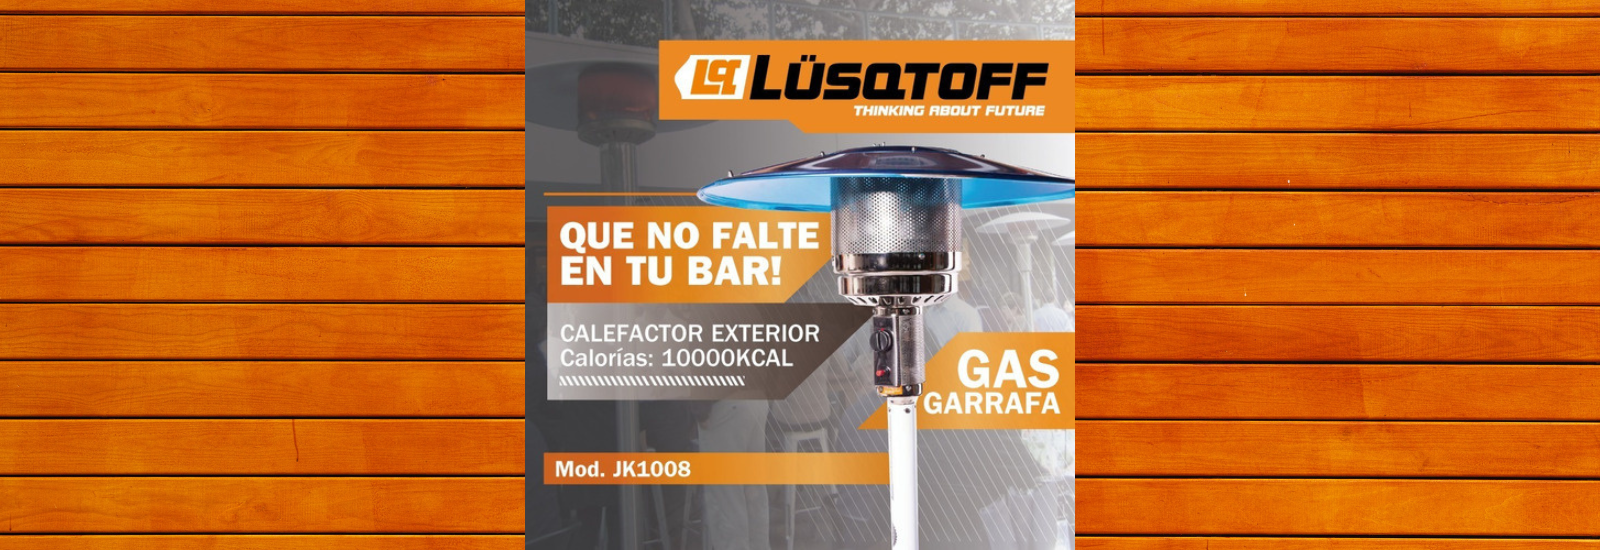 LÜSQTOFF
THINKING ABOUT FUTURE
QUE NO FALTE
EN TU BAR!
CALEFACTOR EXTERIOR
Calorías: 10000KCAL
GAS
GARRAFA
Mod. JK1008